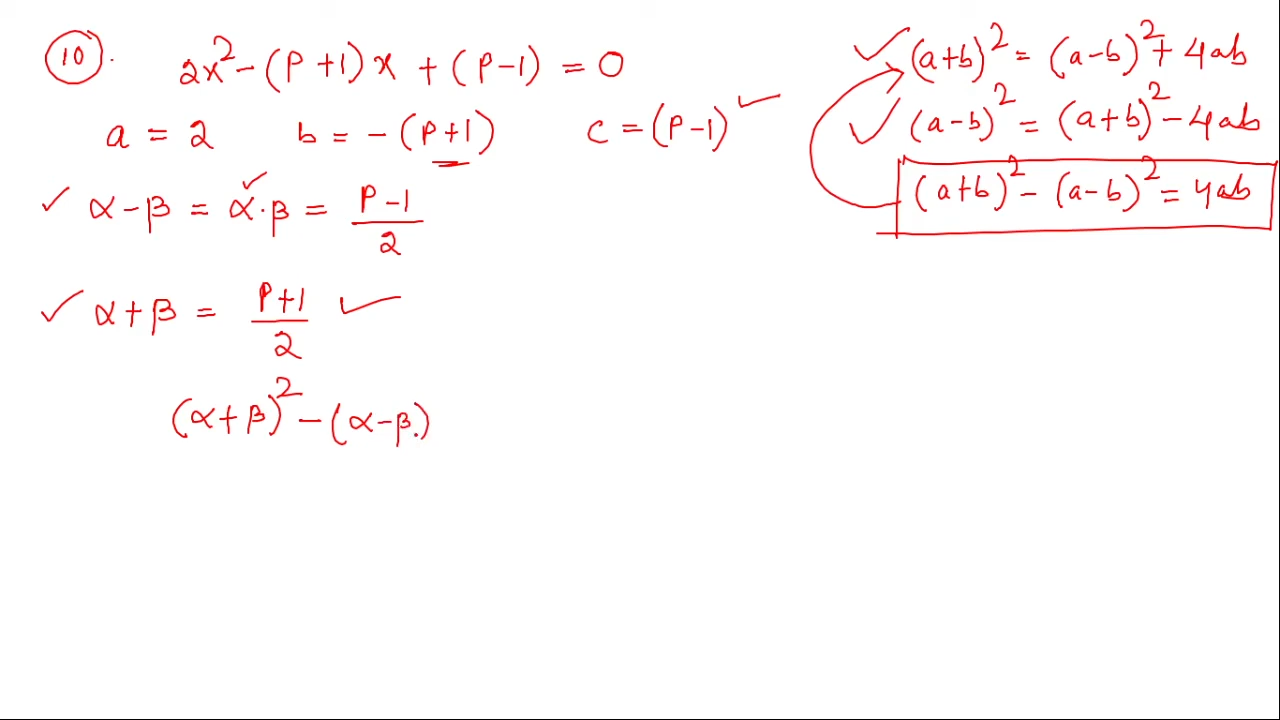 10. 2x² - (P+1)x + (P-1) = 0
a = 2 b = -(P+1) c = (P-1)
α-β = α·β = (P-1)/2
α+β = (P+1)/2
(α+β)² - (α-β)
(a+b)² = (a-b)² + 4ab
(a-b)² = (a+b)² - 4ab
(a+b)² - (a-b)² = 4ab